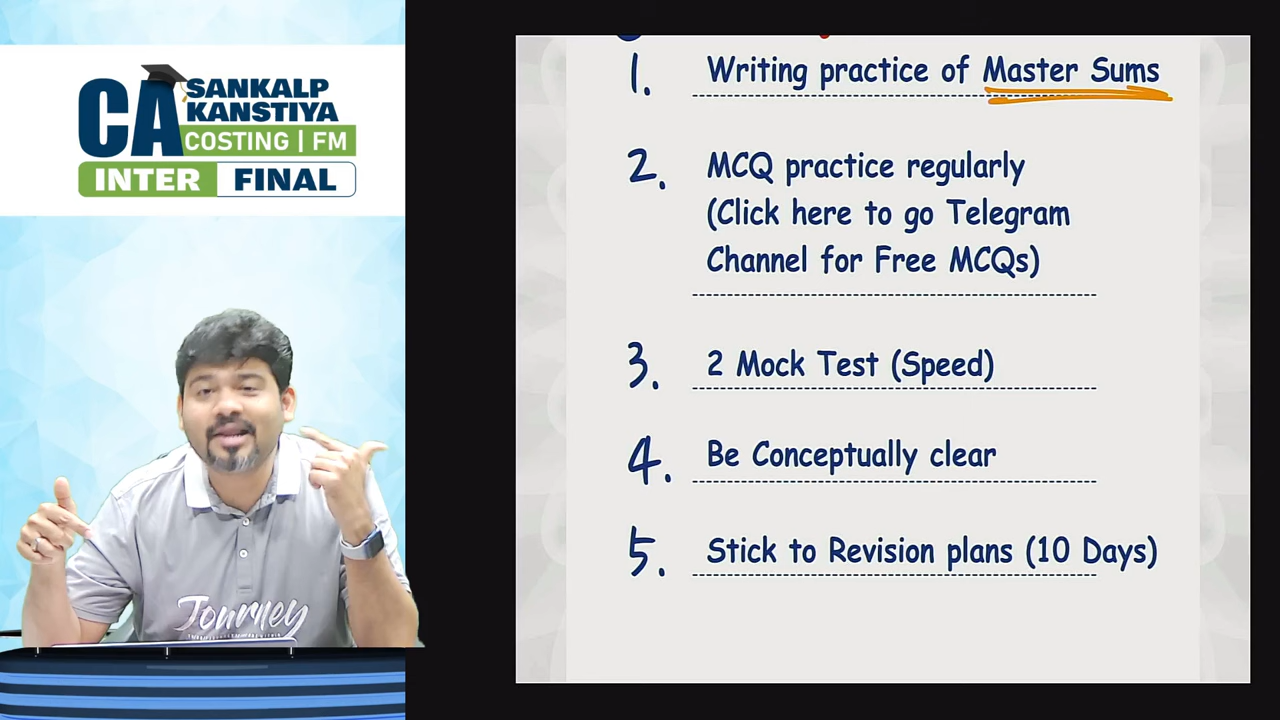 CA SANKALP
KANSTIYA
COSTING | FM
INTER FINAL
Journey
1. Writing practice of Master Sums
2. MCQ practice regularly
(Click here to go Telegram
Channel for Free MCQs)
3. 2 Mock Test (Speed)
4. Be Conceptually clear
5. Stick to Revision plans (10 Days)